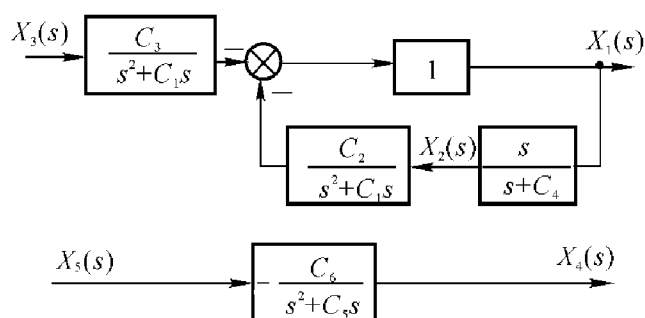 X₃(s)
C₃
s²+C₁s
−
−
1
X₁(s)
C₂
s²+C₁s
X₂(s)
s
s+C₄
X₅(s)
−
C₆
s²+C₅s
X₄(s)